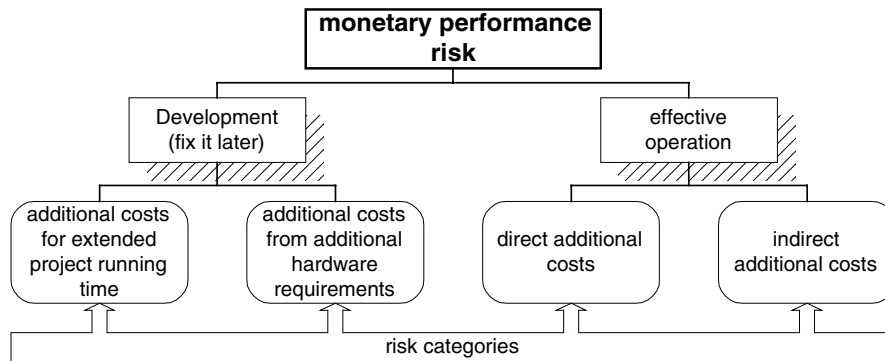 monetary performance
risk
Development
(fix it later)
effective
operation
additional costs
for extended
project running
time
additional costs
from additional
hardware
requirements
direct additional
costs
indirect
additional costs
risk categories